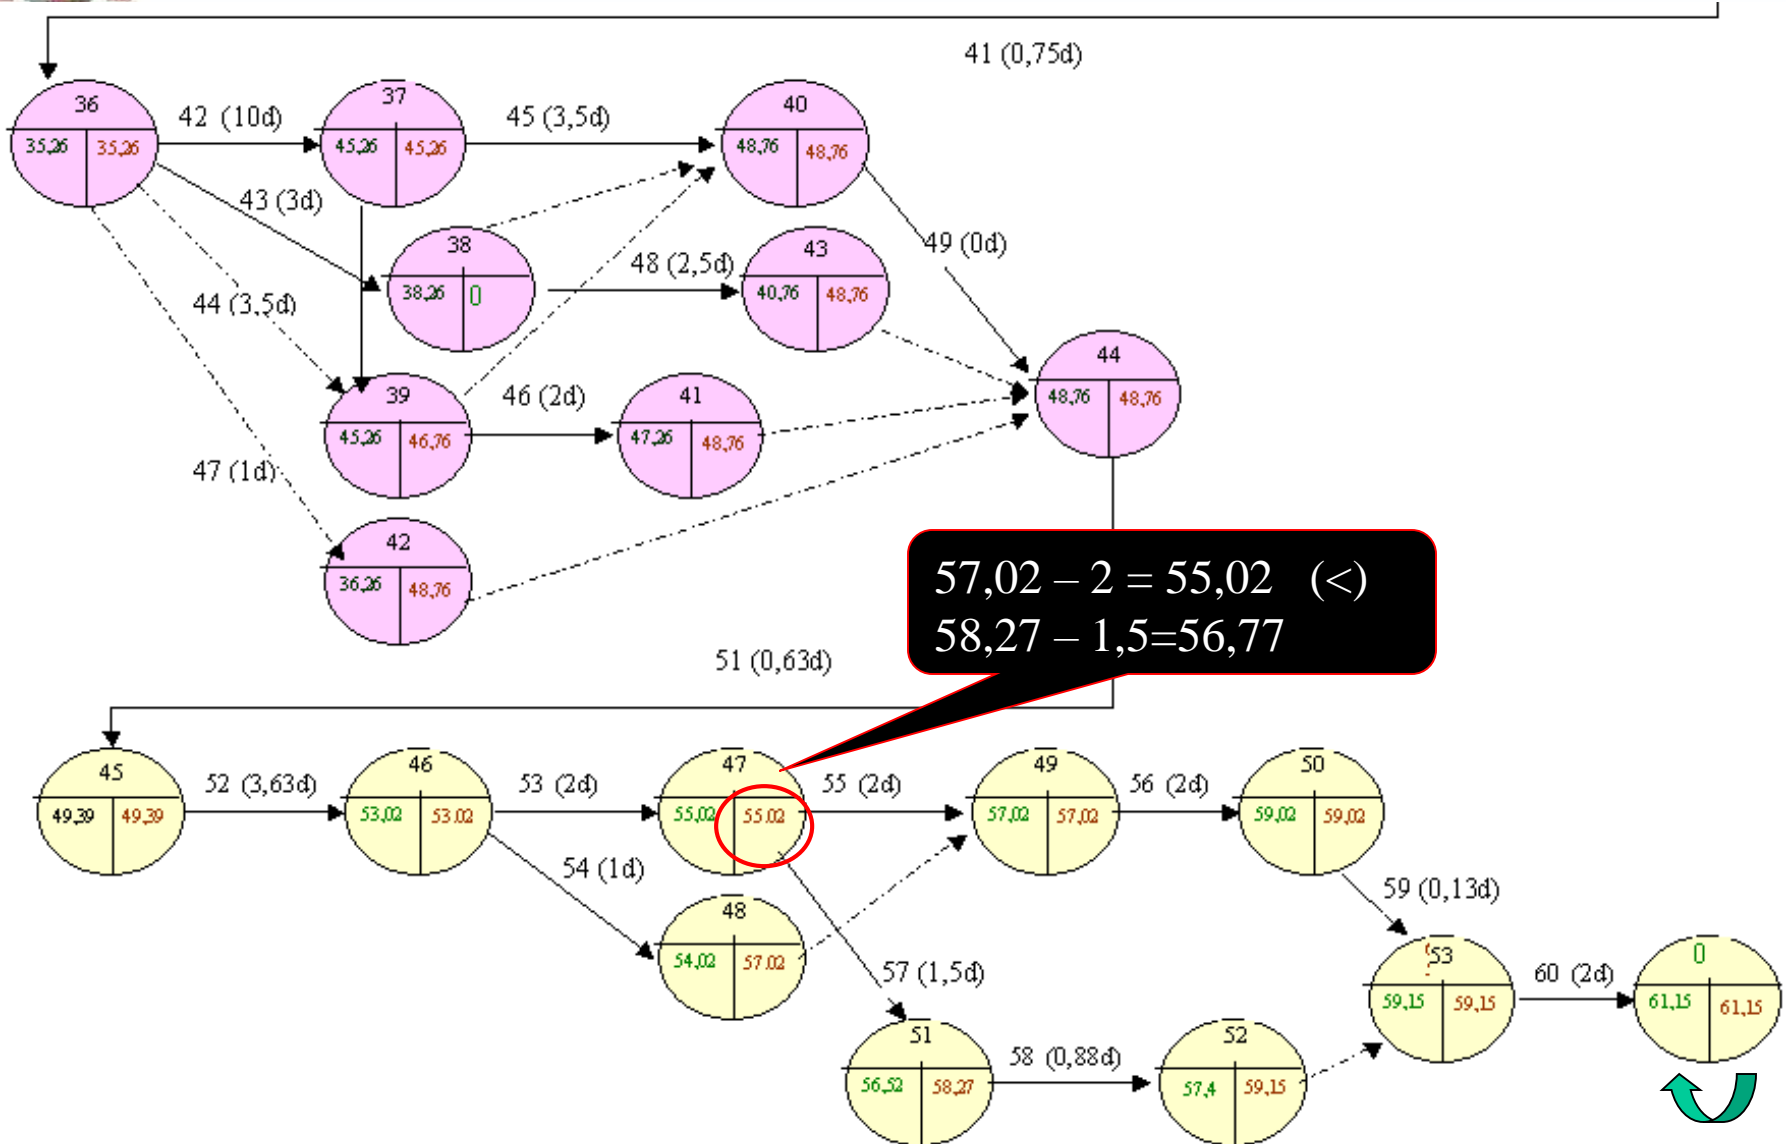 41 (0,75d)
36
35,26 35,26
42 (10d)
37
45,26 45,26
45 (3,5d)
40
48,76 48,76
43 (3d)
38
38,26 0
48 (2,5d)
43
40,76 48,76
49 (0d)
44 (3,5d)
39
45,26 46,76
46 (2d)
41
47,26 48,76
44
48,76 48,76
47 (1d)
42
36,26 48,76
57,02 – 2 = 55,02 (<)
58,27 – 1,5=56,77
51 (0,63d)
45
49,39 49,39
52 (3,63d)
46
53,02 53.02
53 (2d)
47
55,02 55.02
55 (2d)
49
57,02 57,02
56 (2d)
50
59,02 59,02
54 (1d)
48
54,02 57.02
59 (0,13d)
57 (1,5d)
53
59,15 59,15
60 (2d)
0
61,15 61,15
51
56,52 58,27
58 (0,88d)
52
57,4 59,15